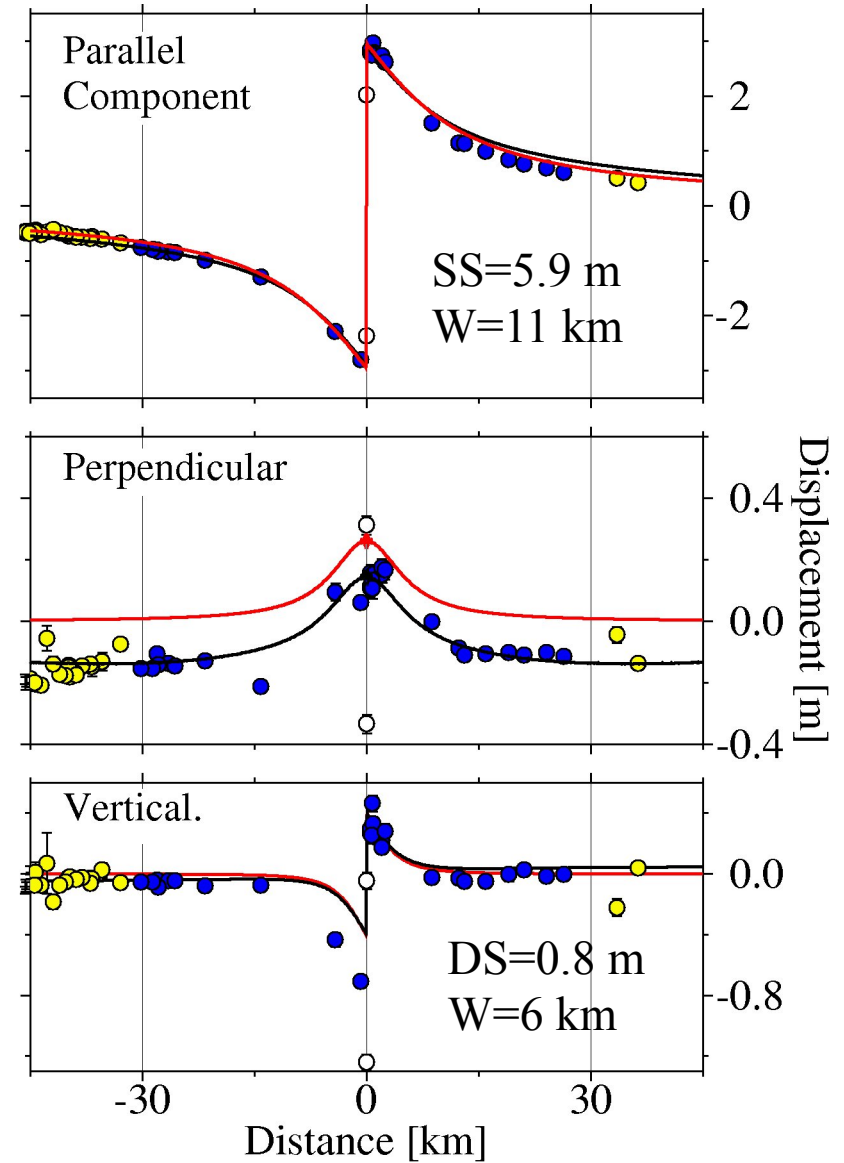 Parallel
Component
2
0
-2
SS=5.9 m
W=11 km
Perpendicular
0.4
0.0
-0.4
Displacement [m]
Vertical.
0.0
-0.8
DS=0.8 m
W=6 km
-30
0
30
Distance [km]